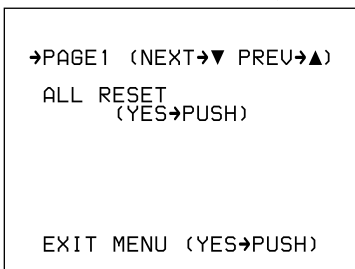 ➔PAGE1 (NEXT➔▼ PREV➔▲)
ALL RESET
(YES➔PUSH)
EXIT MENU (YES➔PUSH)